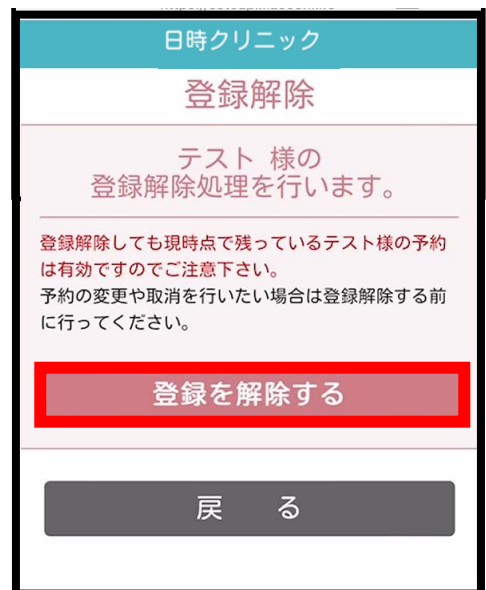 日時クリニック
登録解除
テスト 様の
登録解除処理を行います。
登録解除しても現時点で残っているテスト様の予約
は有効ですのでご注意下さい。
予約の変更や取消を行いたい場合は登録解除する前
に行ってください。
登録を解除する
戻 る